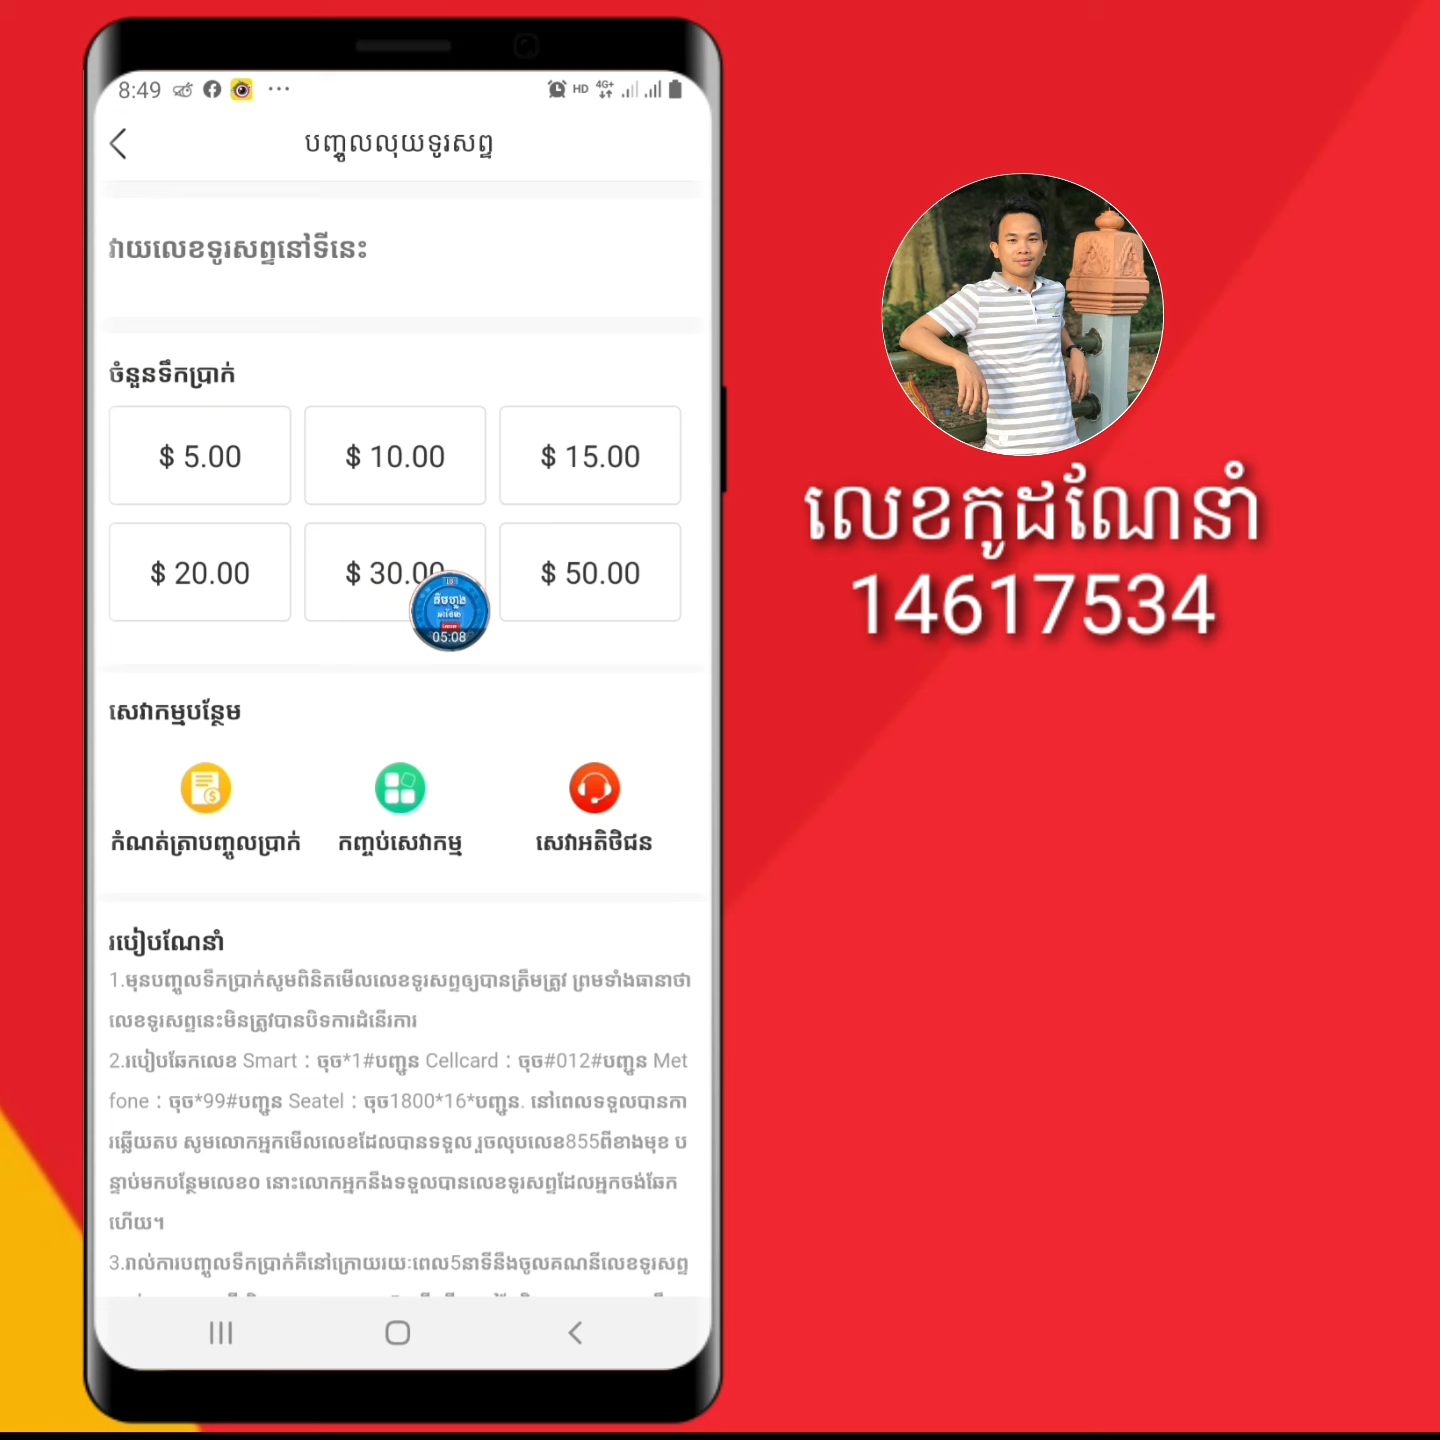 8:49
HD 4G+
បញ្ចូលលុយទូរសព្ទ
វាយលេខទូរសព្ទនៅទីនេះ
ចំនួនទឹកប្រាក់
$ 5.00
$ 10.00
$ 15.00
$ 20.00
$ 30.00
$ 50.00
05:08
សេវាកម្មបន្ថែម
កំណត់ត្រាបញ្ចូលប្រាក់
កញ្ចប់សេវាកម្ម
សេវាអតិថិជន
របៀបណែនាំ
1.មុនបញ្ចូលទឹកប្រាក់សូមពិនិតមើលលេខទូរសព្ទឲ្យបានត្រឹមត្រូវ ព្រមទាំងធានាថា
លេខទូរសព្ទនេះមិនត្រូវបានបិទការដំនើរការ
2.របៀបឆែកលេខ Smart : ចុច*1#បញ្ជូន Cellcard : ចុច#012#បញ្ជូន Met
fone : ចុច*99#បញ្ជូន Seatel : ចុច1800*16*បញ្ជូន. នៅពេលទទួលបានកា
រឆ្លើយតប សូមលោកអ្នកមើលលេខដែលបានទទួល រួចលុបលេខ855ពីខាងមុខ ប
ន្ទាប់មកបន្ថែមលេខ០ នោះលោកអ្នកនឹងទទួលបានលេខទូរសព្ទដែលអ្នកចង់ឆែក
ហើយ។
3.រាល់ការបញ្ចូលទឹកប្រាក់គឺនៅក្រោយរយៈពេល5នាទីនឹងចូលគណនីលេខទូរសព្ទ
លេខកូដណែនាំ
14617534